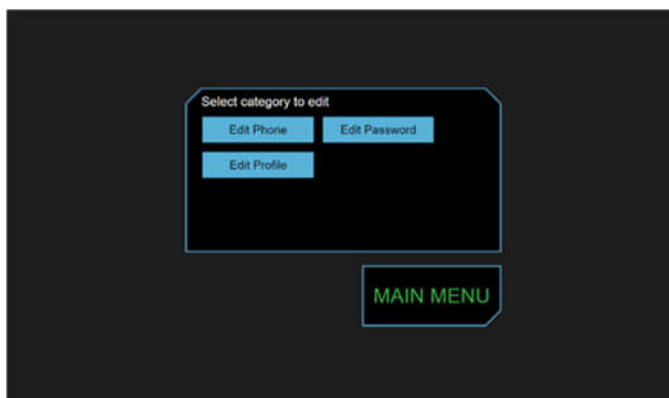 Select category to edit
Edit Phone Edit Password
Edit Profile
MAIN MENU